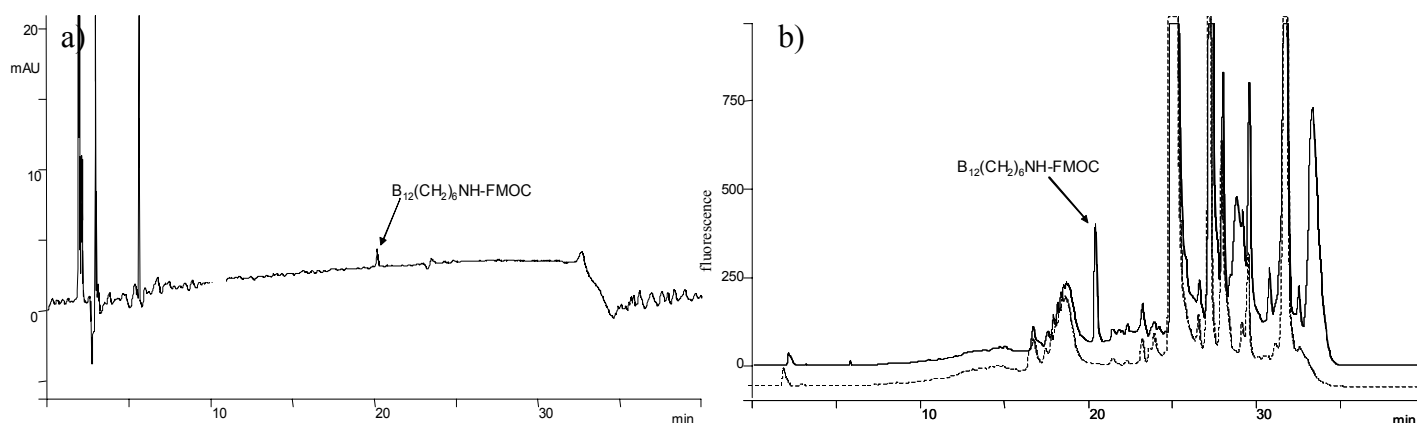 a)
20
mAU
10
0
B₁₂(CH₂)₆NH-FMOC
10 20 30 min
b)
750
500
250
0
fluorescence
B₁₂(CH₂)₆NH-FMOC
10 20 30 min